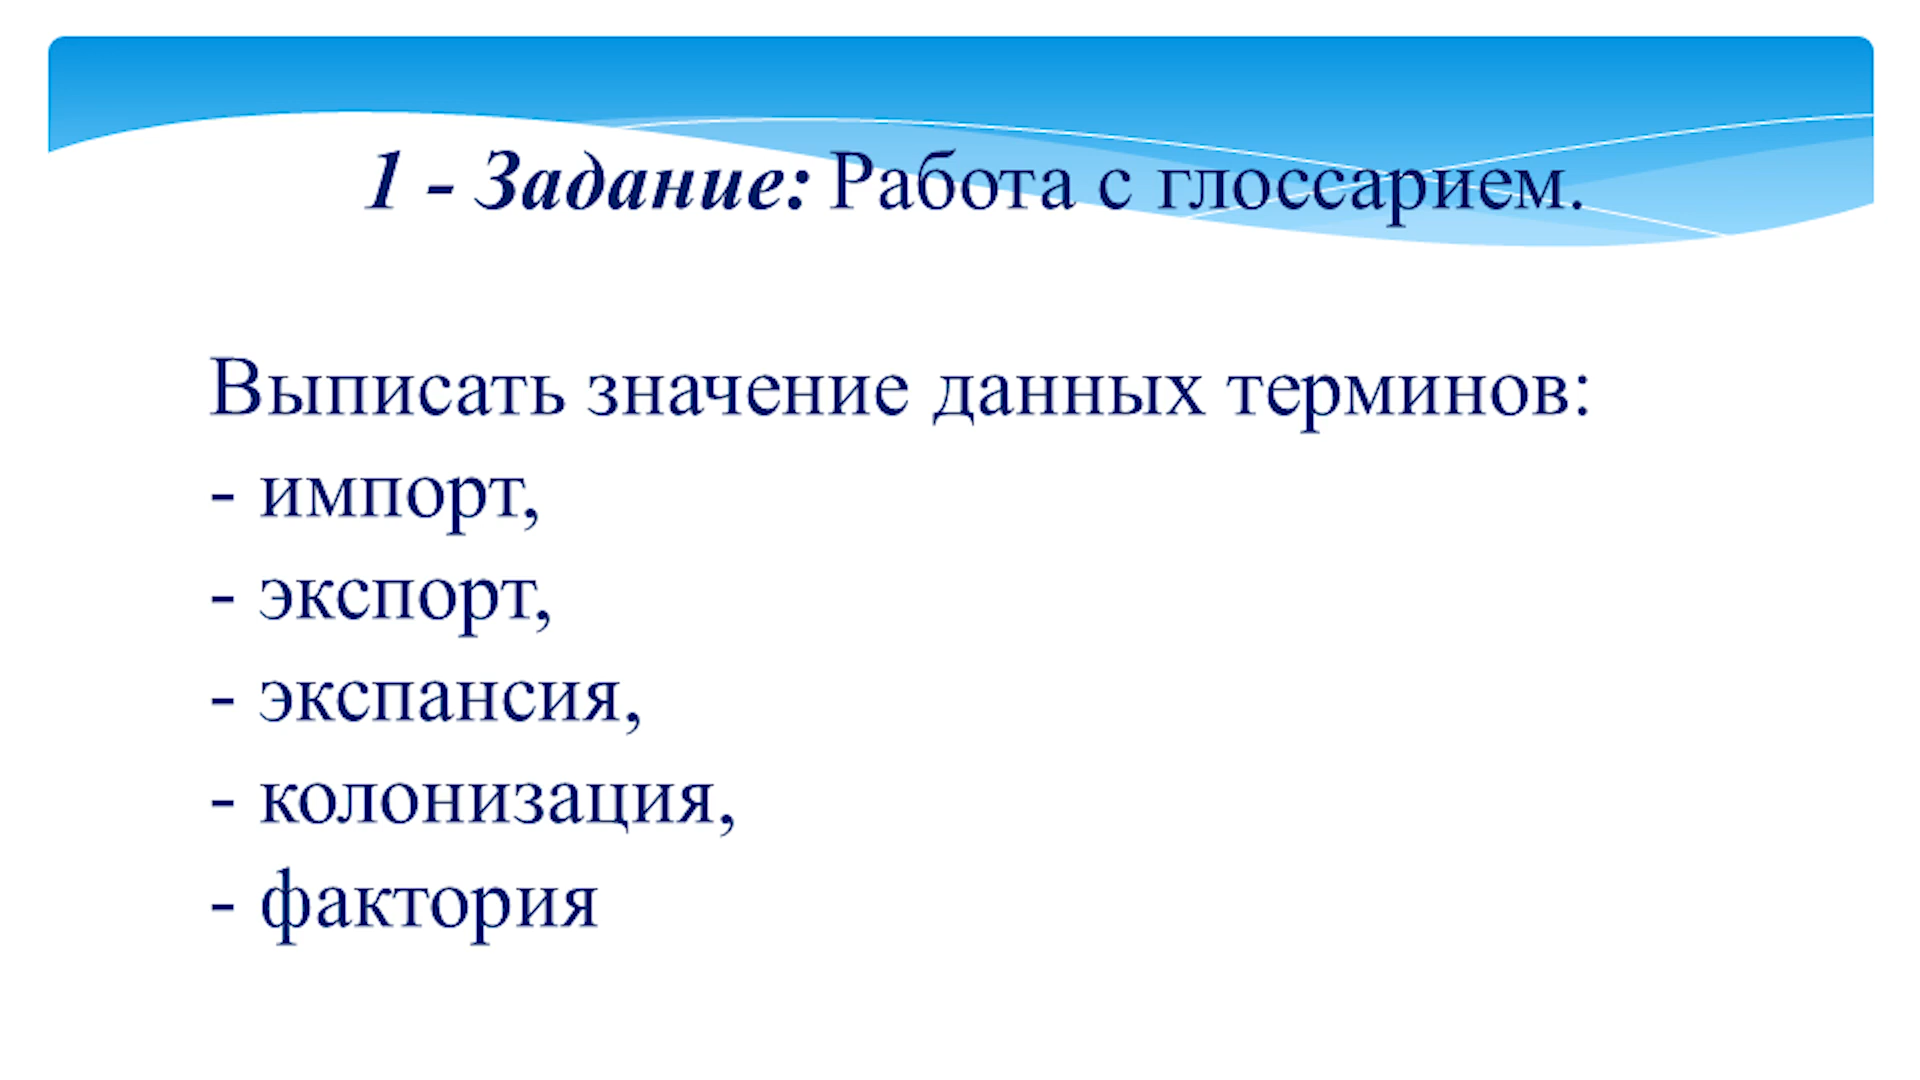 1 - Задание: Работа с глоссарием.
Выписать значение данных терминов:
- импорт,
- экспорт,
- экспансия,
- колонизация,
- фактория